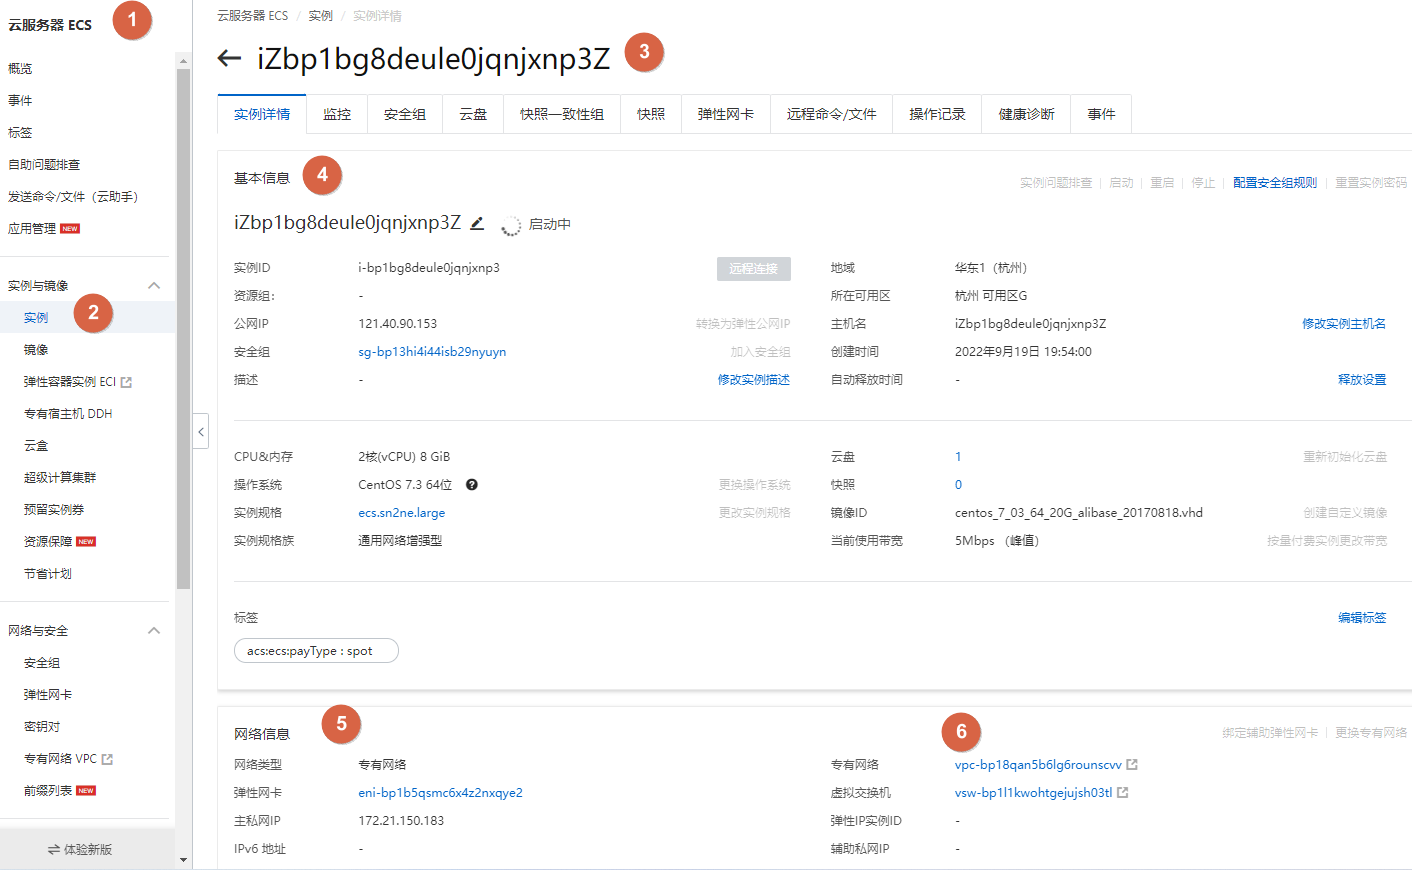 云服务器 ECS
1
概览
事件
标签
自助问题排查
发送命令/文件（云助手）
应用管理 NEW
实例与镜像
实例
2
镜像
弹性容器实例 ECI
专有宿主机 DDH
云盒
超级计算集群
预留实例券
资源保障 NEW
节省计划
网络与安全
安全组
弹性网卡
密钥对
专有网络 VPC
前缀列表 NEW
体验新版
云服务器 ECS / 实例 / 实例详情
iZbp1bg8deule0jqnjxnp3Z
3
实例详情 监控 安全组 云盘 快照一致性组 快照 弹性网卡 远程命令/文件 操作记录 健康诊断 事件
基本信息
4
实例问题排查 | 启动 | 重启 | 停止 | 配置安全组规则 | 重置实例密码
iZbp1bg8deule0jqnjxnp3Z 启动中
实例ID i-bp1bg8deule0jqnjxnp3 远程连接 地域 华东1（杭州）
资源组： - 所在可用区 杭州 可用区G
公网IP 121.40.90.153 转换为弹性公网IP 主机名 iZbp1bg8deule0jqnjxnp3Z 修改实例主机名
安全组 sg-bp13hi4i44isb29nyuyn 加入安全组 创建时间 2022年9月19日 19:54:00
描述 - 修改实例描述 自动释放时间 - 释放设置
CPU&内存 2核(vCPU) 8 GiB 云盘 1 重新初始化云盘
操作系统 CentOS 7.3 64位 ? 更换操作系统 快照 0
实例规格 ecs.sn2ne.large 更改实例规格 镜像ID centos_7_03_64_20G_alibase_20170818.vhd 创建自定义镜像
实例规格族 通用网络增强型 当前使用带宽 5Mbps （峰值） 按量付费实例更改带宽
标签 编辑标签
acs:ecs:payType : spot
网络信息
5
6
绑定辅助弹性网卡 | 更换专有网络
网络类型 专有网络 专有网络 vpc-bp18qan5b6lg6rounscvv
弹性网卡 eni-bp1b5qsmc6x4z2nxqye2 虚拟交换机 vsw-bp1l1kwohtgejujsh03tl
主私网IP 172.21.150.183 弹性IP实例ID -
IPv6 地址 - 辅助私网IP -